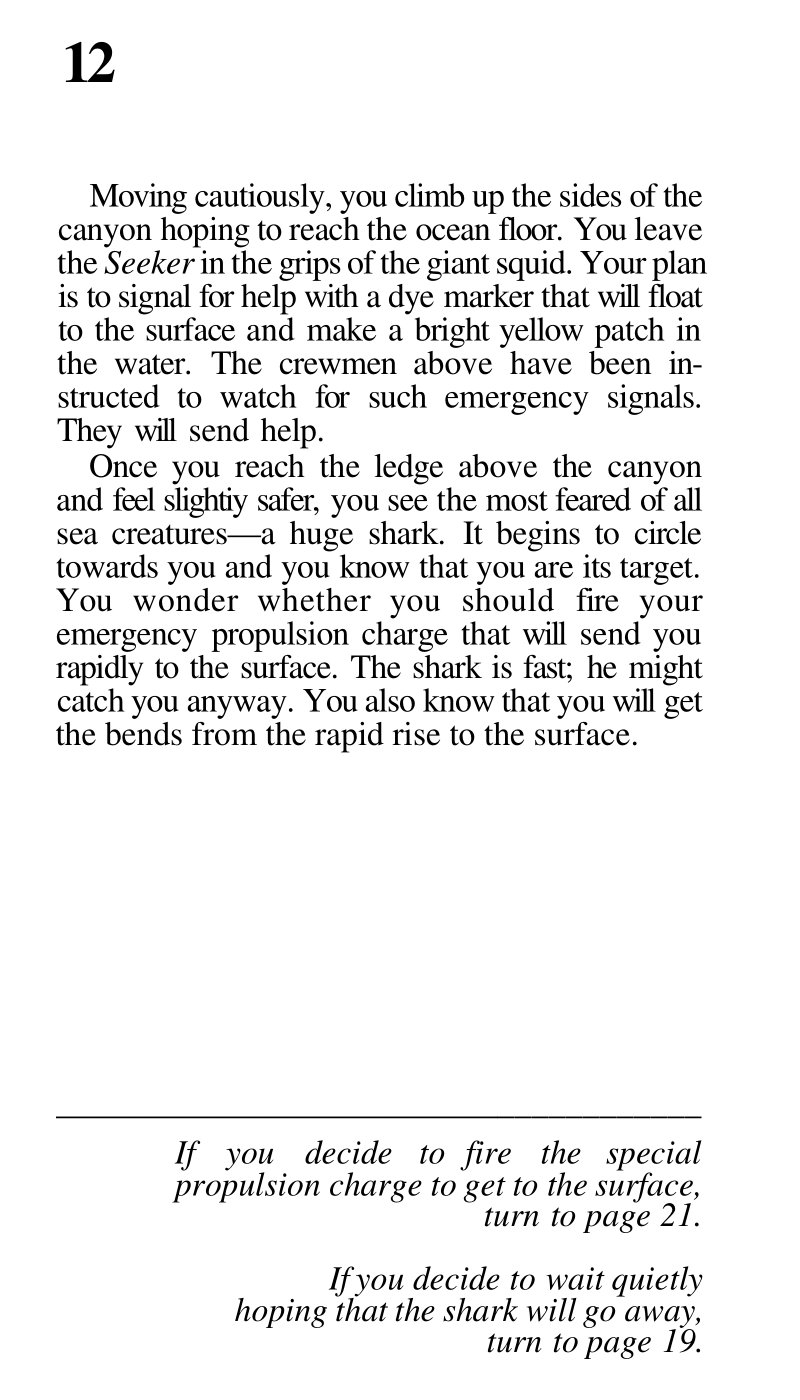 12
Moving cautiously, you climb up the sides of the
canyon hoping to reach the ocean floor. You leave
the Seeker in the grips of the giant squid. Your plan
is to signal for help with a dye marker that will float
to the surface and make a bright yellow patch in
the water. The crewmen above have been in-
structed to watch for such emergency signals.
They will send help.
Once you reach the ledge above the canyon
and feel slightiy safer, you see the most feared of all
sea creatures—a huge shark. It begins to circle
towards you and you know that you are its target.
You wonder whether you should fire your
emergency propulsion charge that will send you
rapidly to the surface. The shark is fast; he might
catch you anyway. You also know that you will get
the bends from the rapid rise to the surface.
If you decide to fire the special
propulsion charge to get to the surface,
turn to page 21.
If you decide to wait quietly
hoping that the shark will go away,
turn to page 19.